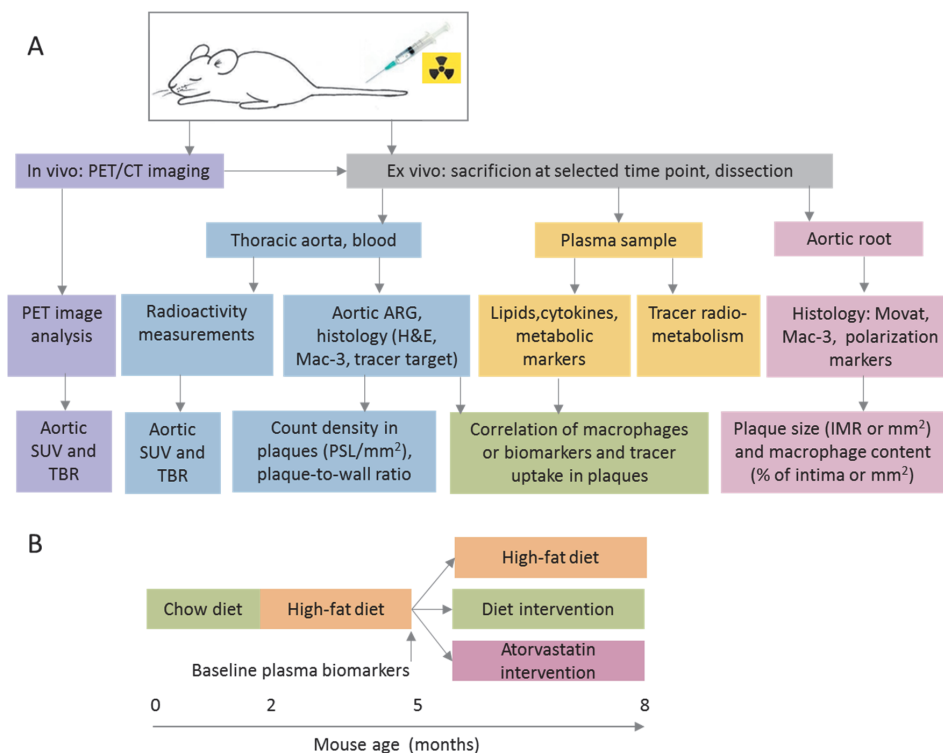 A
In vivo: PET/CT imaging
Ex vivo: sacrificion at selected time point, dissection
Thoracic aorta, blood
Plasma sample
Aortic root
PET image
analysis
Radioactivity
measurements
Aortic ARG,
histology (H&E,
Mac-3, tracer target)
Lipids,cytokines,
metabolic
markers
Tracer radio-
metabolism
Histology: Movat,
Mac-3, polarization
markers
Aortic
SUV and
TBR
Aortic
SUV and
TBR
Count density in
plaques (PSL/mm²),
plaque-to-wall ratio
Correlation of macrophages
or biomarkers and tracer
uptake in plaques
Plaque size (IMR or mm²)
and macrophage content
(% of intima or mm²)
B
High-fat diet
Chow diet
High-fat diet
Diet intervention
Atorvastatin
intervention
Baseline plasma biomarkers
0
2
5
8
Mouse age (months)